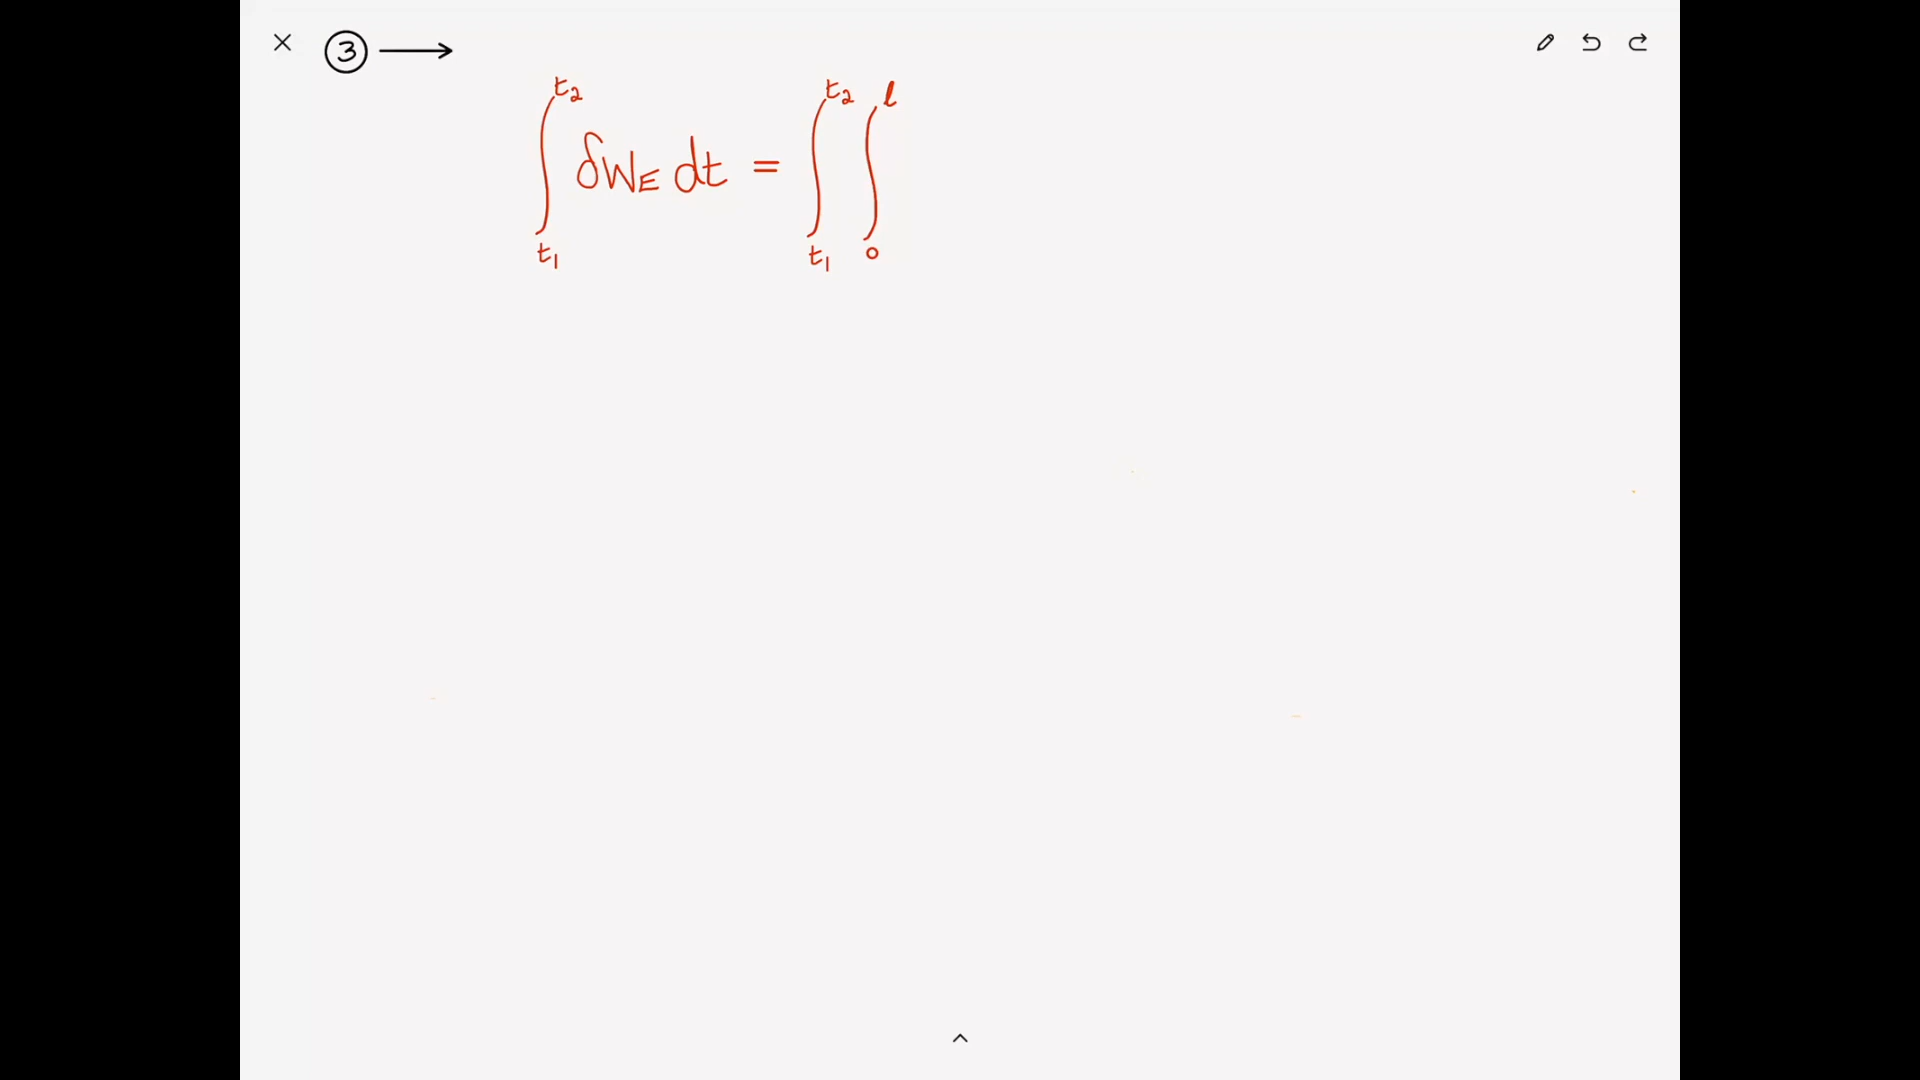 ③ ⟶
∫_{t₁}^{t₂} δW_E dt = ∫_{t₁}^{t₂} ∫_0^l